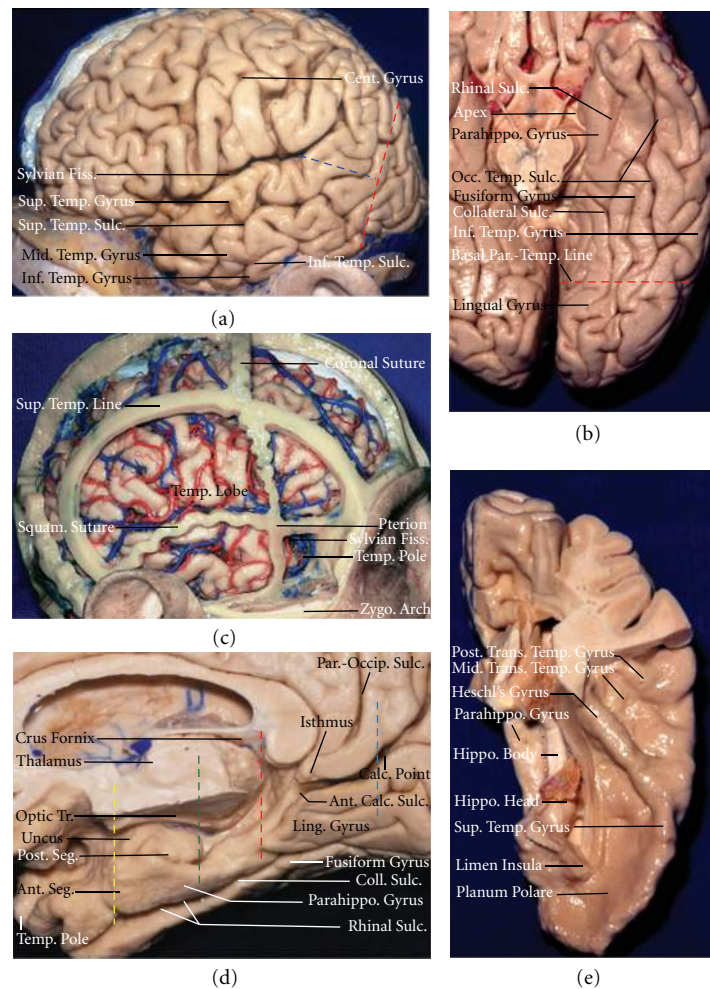 Cent. Gyrus
Sylvian Fiss.
Sup. Temp. Gyrus
Sup. Temp. Sulc.
Mid. Temp. Gyrus
Inf. Temp. Sulc.
Inf. Temp. Gyrus
(a)
Rhinal Sulc.
Apex
Parahippo. Gyrus
Occ. Temp. Sulc.
Fusiform Gyrus
Collateral Sulc.
Inf. Temp. Gyrus
Basal Par.-Temp. Line
Lingual Gyrus
(b)
Coronal Suture
Sup. Temp. Line
Temp. Lobe
Squam. Suture
Pterion
Sylvian Fiss.
Temp. Pole
Zygo. Arch
(c)
Par.-Occip. Sulc.
Isthmus
Crus Fornix
Thalamus
Calc. Point
Ant. Calc. Sulc.
Optic Tr.
Ling. Gyrus
Uncus
Post. Seg.
Fusiform Gyrus
Coll. Sulc.
Ant. Seg.
Parahippo. Gyrus
Rhinal Sulc.
Temp. Pole
(d)
Post. Trans. Temp. Gyrus
Mid. Trans. Temp. Gyrus
Heschl's Gyrus
Parahippo. Gyrus
Hippo. Body
Hippo. Head
Sup. Temp. Gyrus
Limen Insula
Planum Polare
(e)